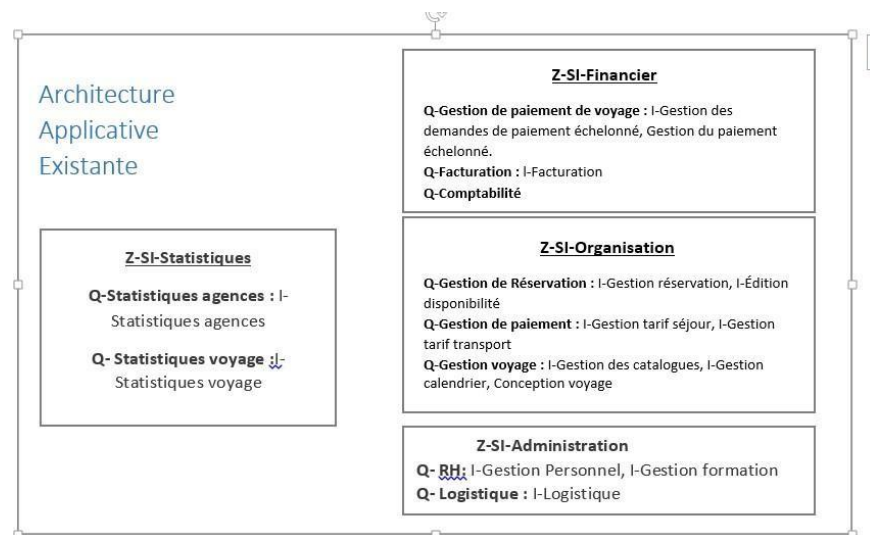 Architecture
Applicative
Existante
Z-SI-Statistiques
Q-Statistiques agences : I-
Statistiques agences
Q- Statistiques voyage :I-
Statistiques voyage
Z-SI-Financier
Q-Gestion de paiement de voyage : I-Gestion des
demandes de paiement échelonné, Gestion du paiement
échelonné.
Q-Facturation : I-Facturation
Q-Comptabilité
Z-SI-Organisation
Q-Gestion de Réservation : I-Gestion réservation, I-Édition
disponibilité
Q-Gestion de paiement : I-Gestion tarif séjour, I-Gestion
tarif transport
Q-Gestion voyage : I-Gestion des catalogues, I-Gestion
calendrier, Conception voyage
Z-SI-Administration
Q- RH: I-Gestion Personnel, I-Gestion formation
Q- Logistique : I-Logistique